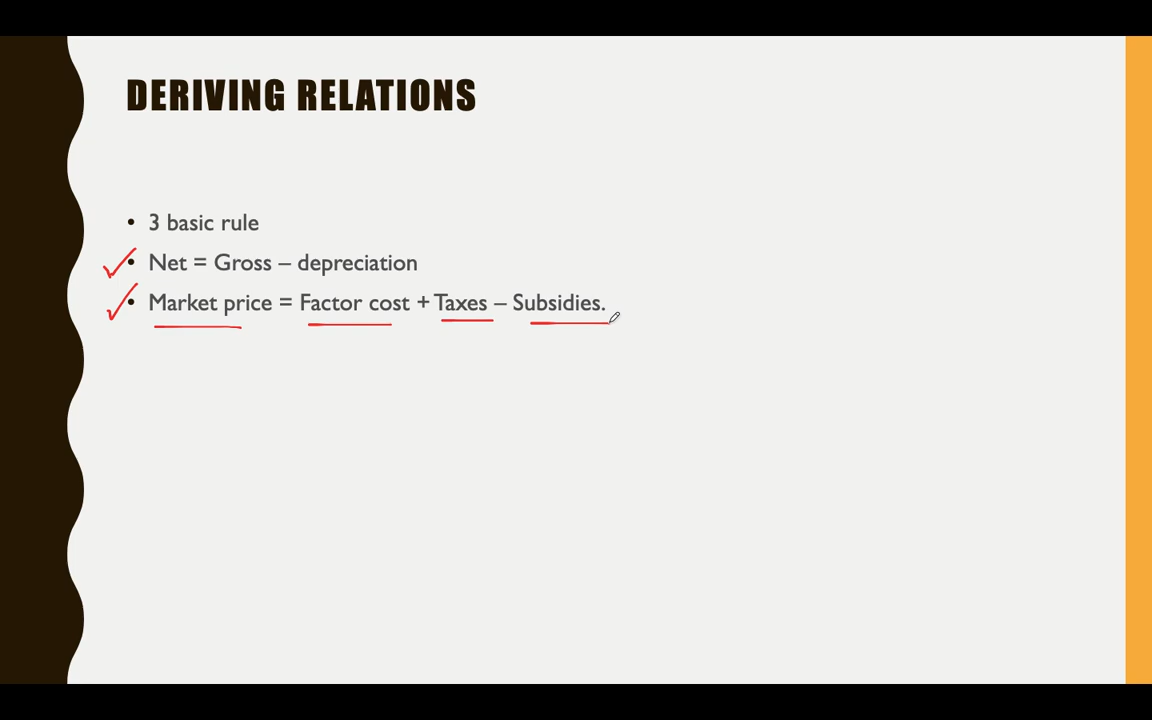 DERIVING RELATIONS
• 3 basic rule
• Net = Gross – depreciation
• Market price = Factor cost + Taxes – Subsidies.